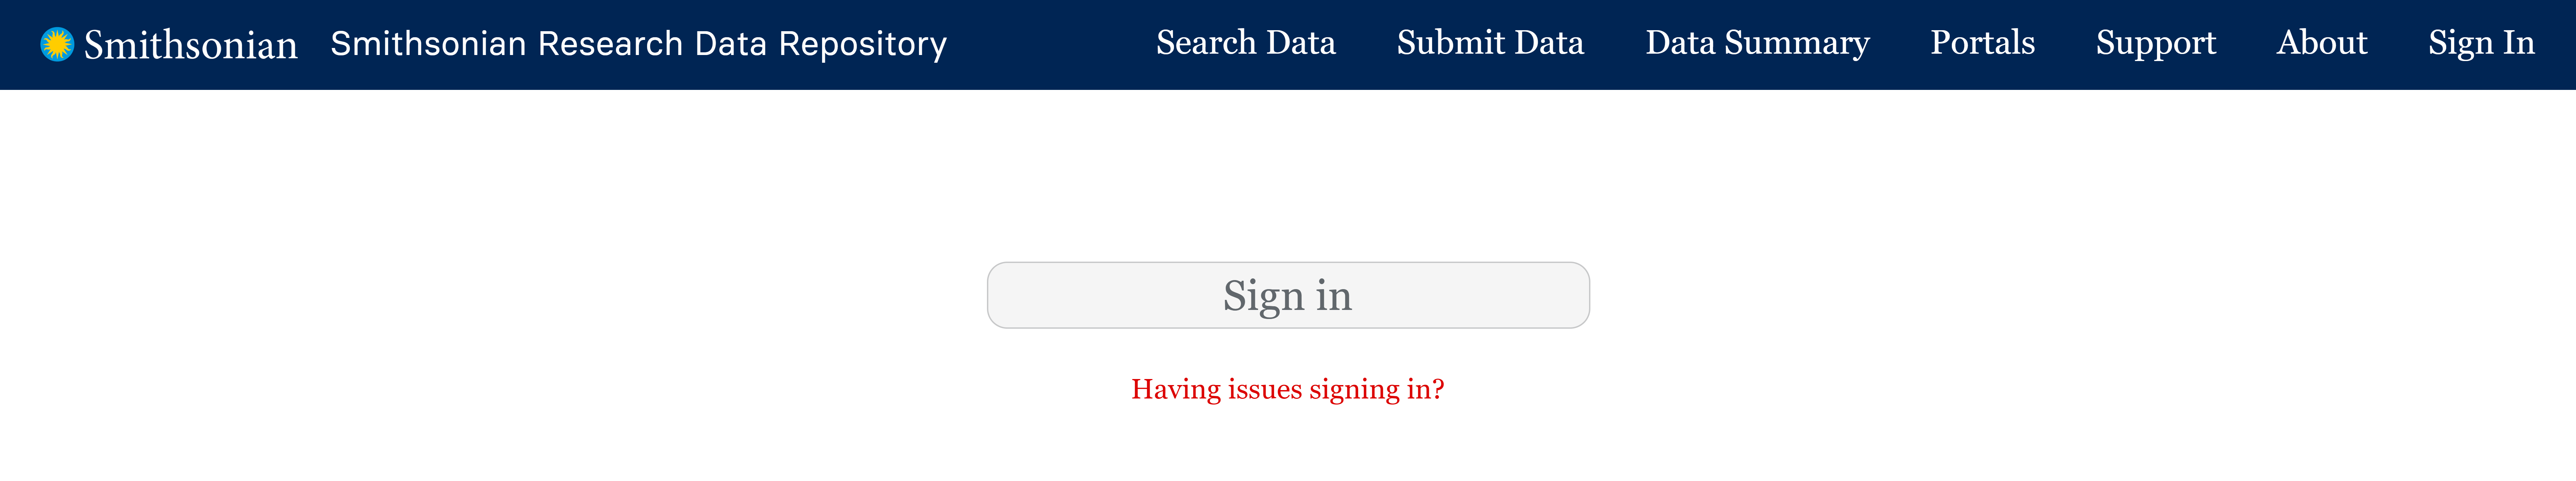 Smithsonian Smithsonian Research Data Repository Search Data Submit Data Data Summary Portals Support About Sign In
Sign in
Having issues signing in?